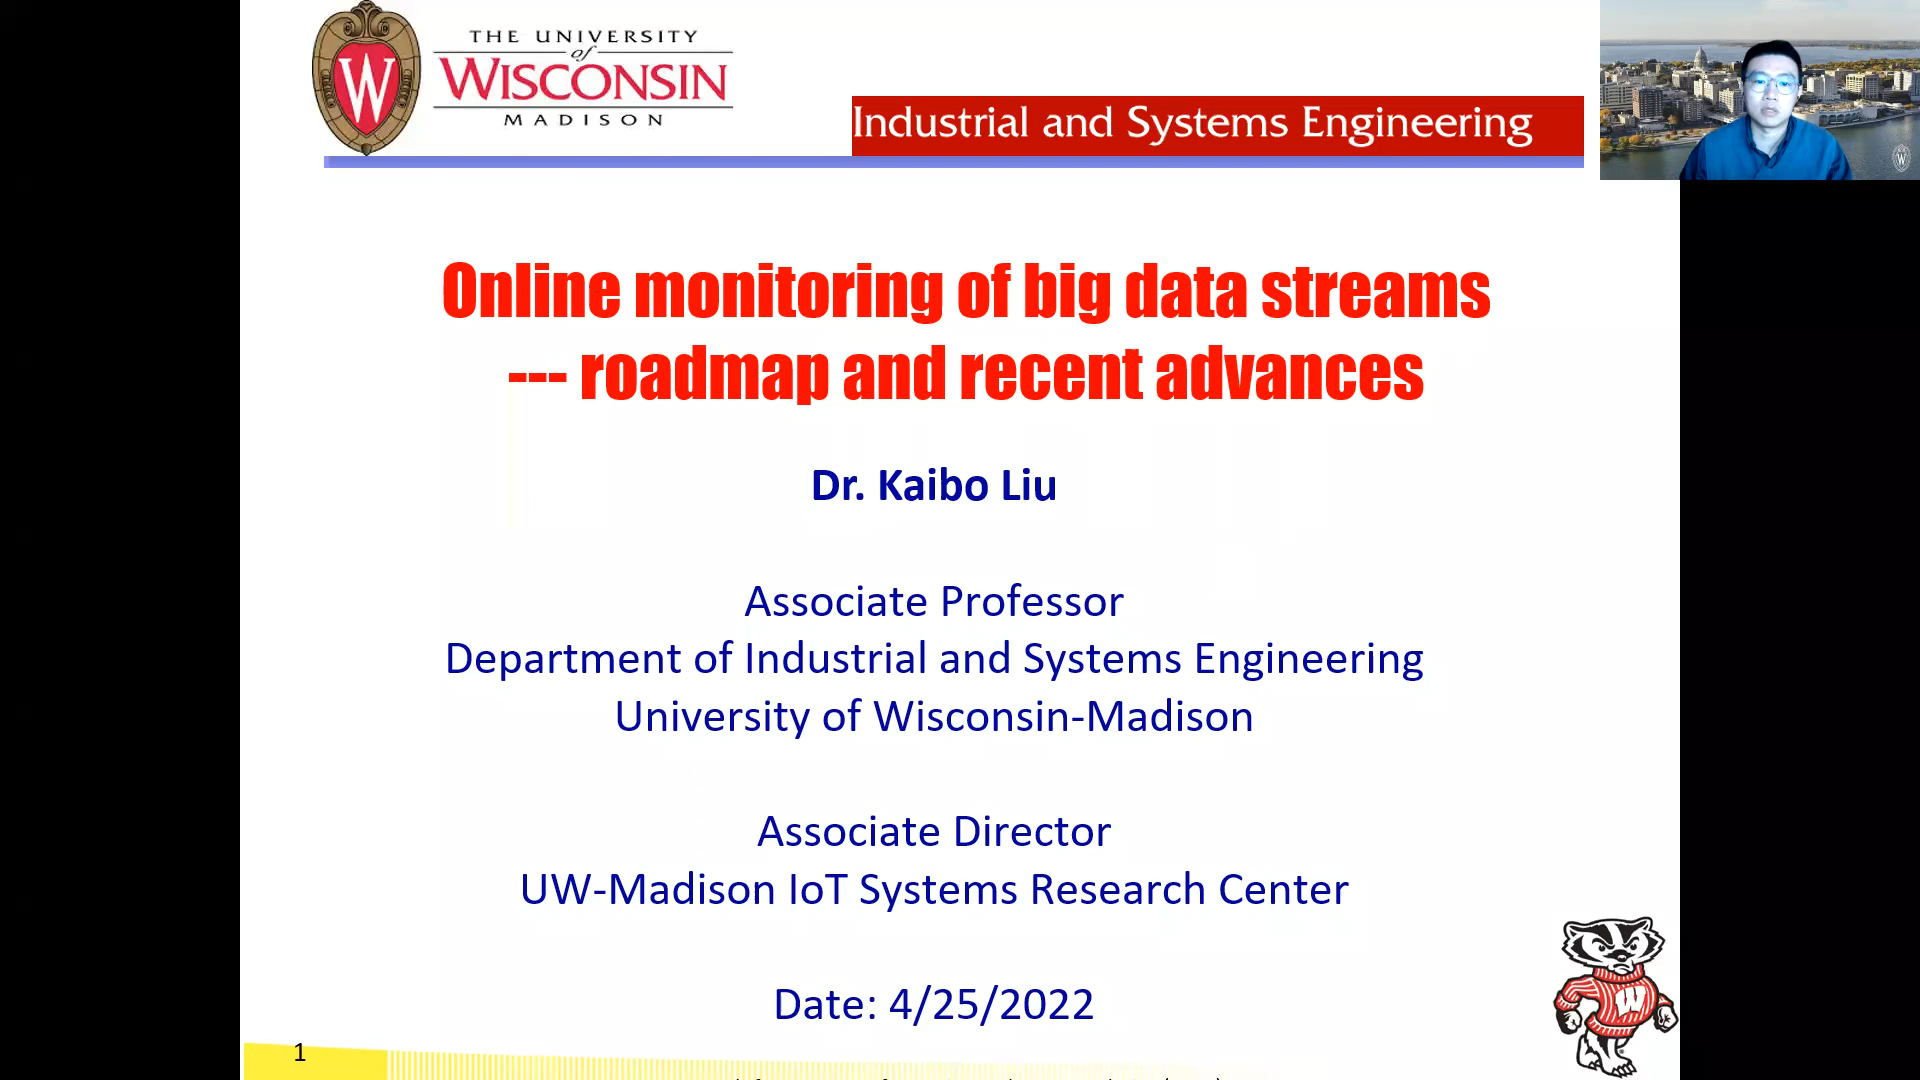 THE UNIVERSITY
of
WISCONSIN
MADISON
W
Industrial and Systems Engineering
W
Online monitoring of big data streams
--- roadmap and recent advances
Dr. Kaibo Liu
Associate Professor
Department of Industrial and Systems Engineering
University of Wisconsin-Madison
Associate Director
UW-Madison IoT Systems Research Center
Date: 4/25/2022
W
1